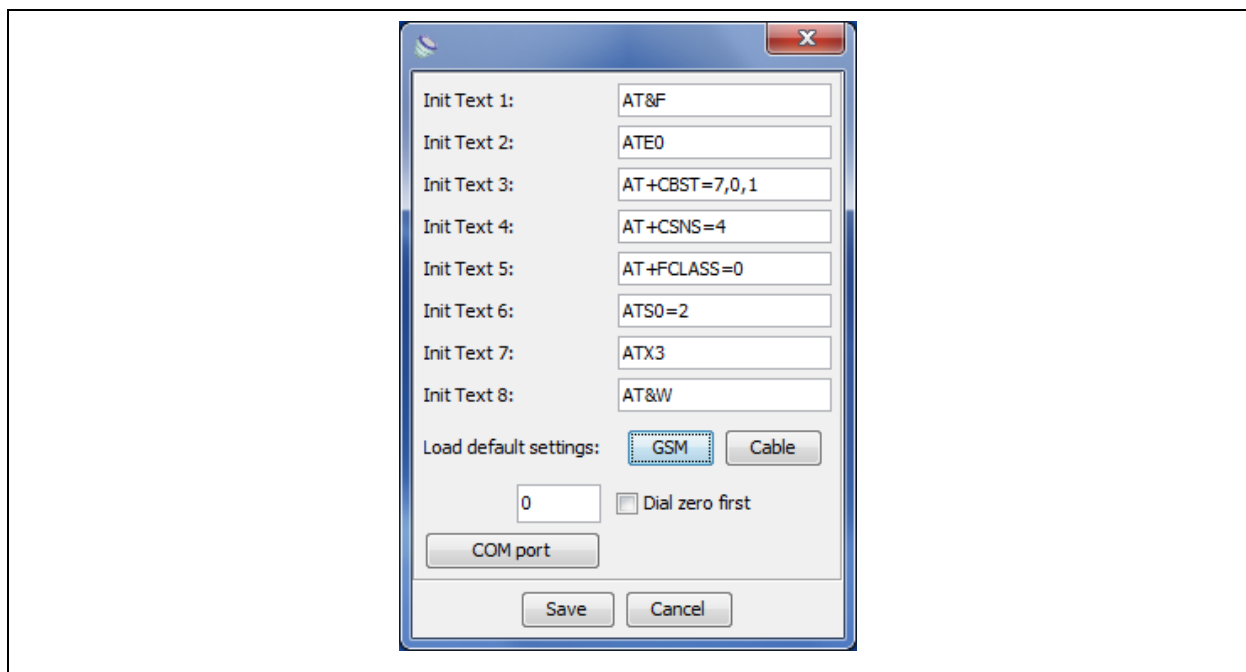 Init Text 1: AT&F
Init Text 2: ATE0
Init Text 3: AT+CBST=7,0,1
Init Text 4: AT+CSNS=4
Init Text 5: AT+FCLASS=0
Init Text 6: ATS0=2
Init Text 7: ATX3
Init Text 8: AT&W
Load default settings: GSM Cable
0 Dial zero first
COM port
Save Cancel